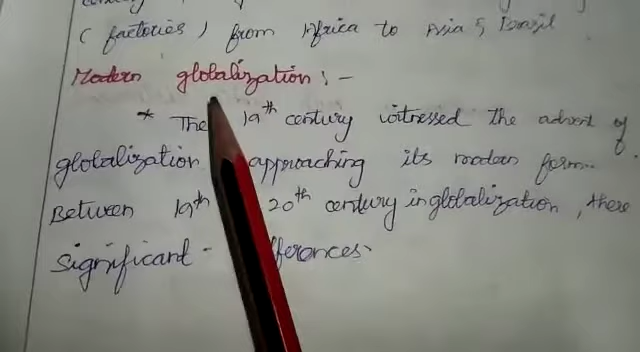 ( factories ) from Africa to Asia & Brazil
Modern globalization : -
* The 19th century witnessed the advent of
globalization approaching its modern form.
Between 19th 20th century in globalization, there
significant - fferences.